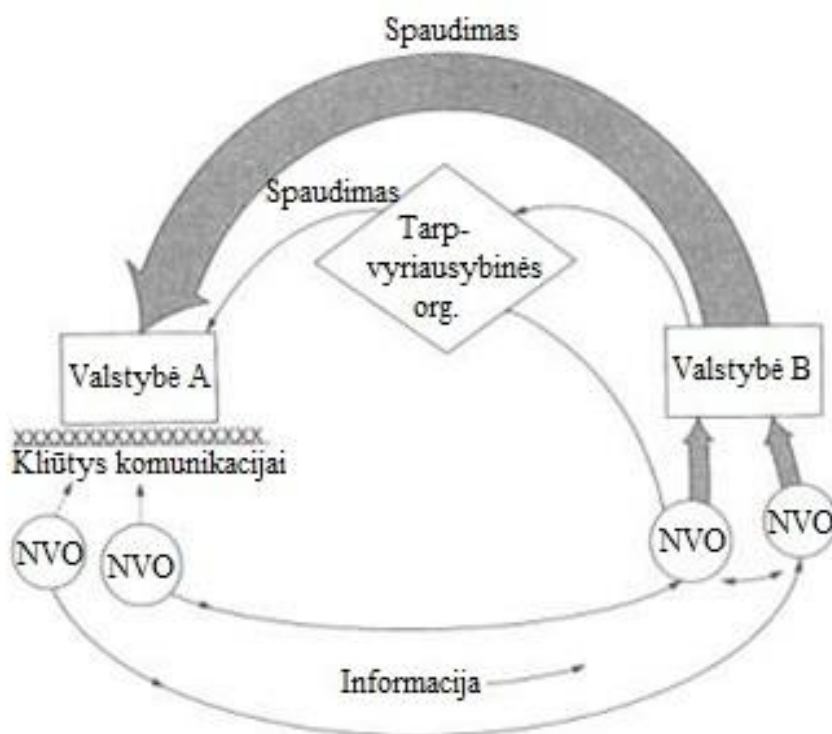 Spaudimas
Spaudimas
Tarp-
vyriausybinės
org.
Valstybė A
Valstybė B
XXXXXXXXXXXXXXXXXXX
Kliūtys komunikacijai
NVO
NVO
NVO
NVO
Informacija